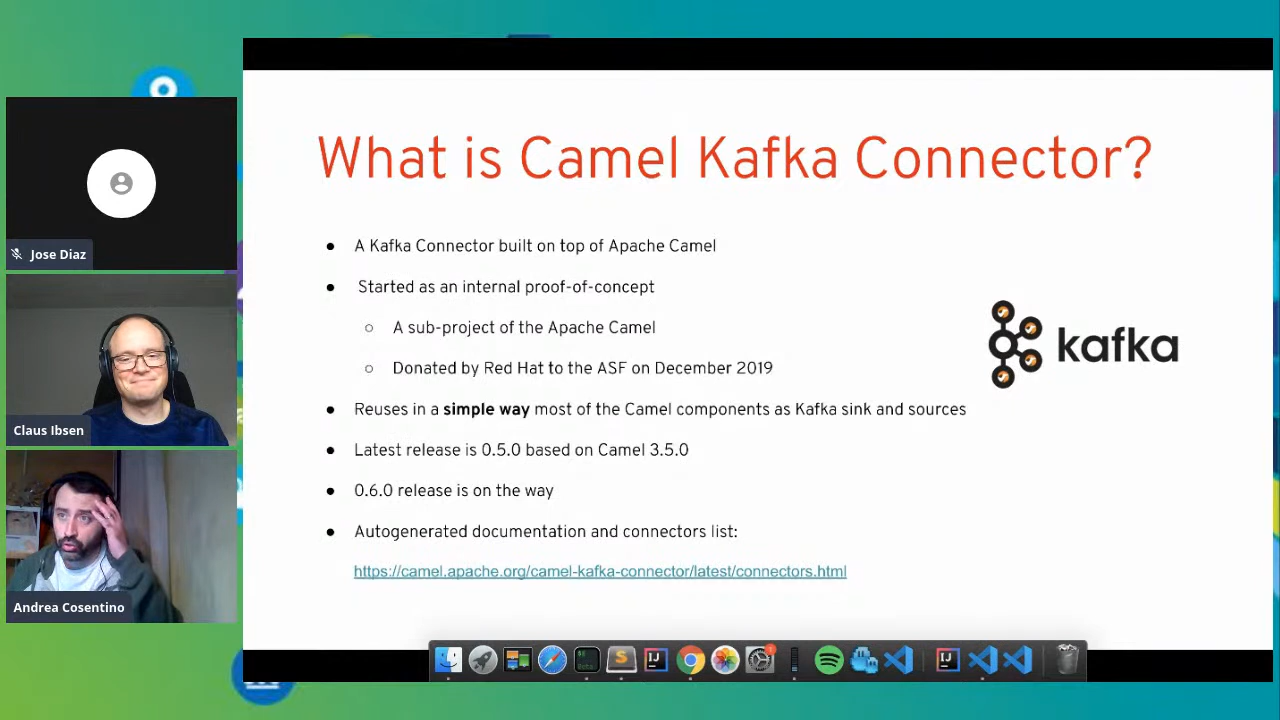 What is Camel Kafka Connector?
A Kafka Connector built on top of Apache Camel
Started as an internal proof-of-concept
A sub-project of the Apache Camel
Donated by Red Hat to the ASF on December 2019
Reuses in a simple way most of the Camel components as Kafka sink and sources
Latest release is 0.5.0 based on Camel 3.5.0
0.6.0 release is on the way
Autogenerated documentation and connectors list:
https://camel.apache.org/camel-kafka-connector/latest/connectors.html
kafka
Jose Diaz
Claus Ibsen
Andrea Cosentino